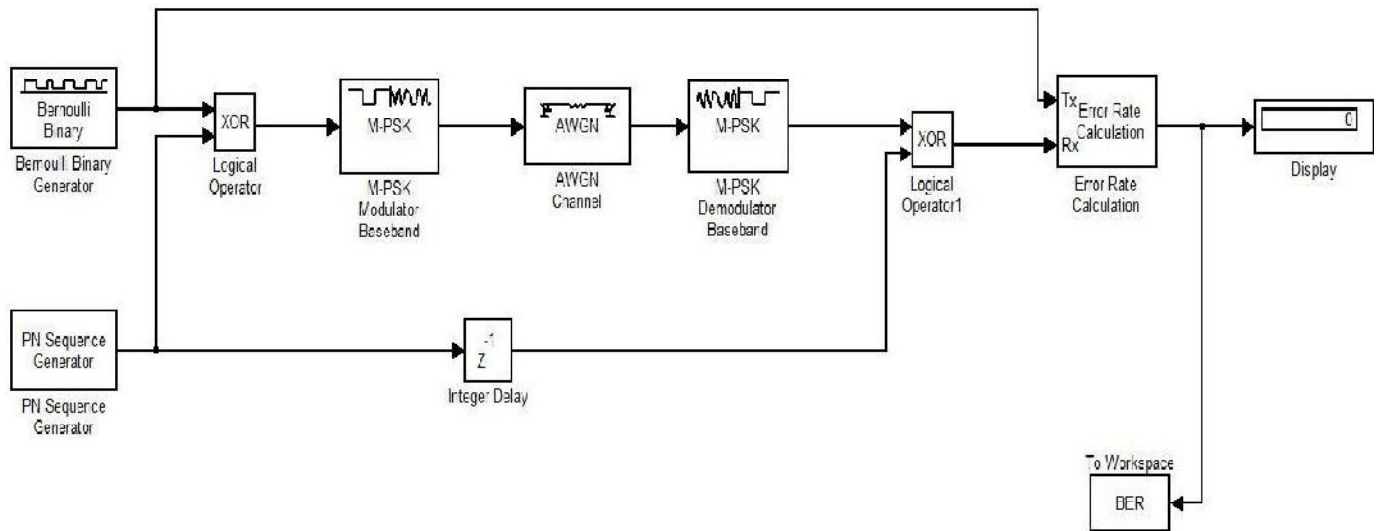 Bernoulli
Binary
Bernoulli Binary
Generator
XOR
Logical
Operator
M-PSK
M-PSK
Modulator
Baseband
AWGN
AWGN
Channel
M-PSK
M-PSK
Demodulator
Baseband
XOR
Logical
Operator1
Tx
Rx
Error Rate
Calculation
Error Rate
Calculation
0
Display
PN Sequence
Generator
PN Sequence
Generator
-1
Z
Integer Delay
To Workspace
BER